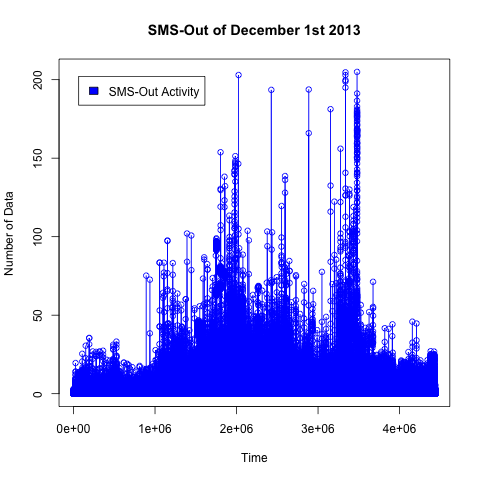 SMS-Out of December 1st 2013
SMS-Out Activity
Number of Data
200
150
100
50
0
0e+00 1e+06 2e+06 3e+06 4e+06
Time